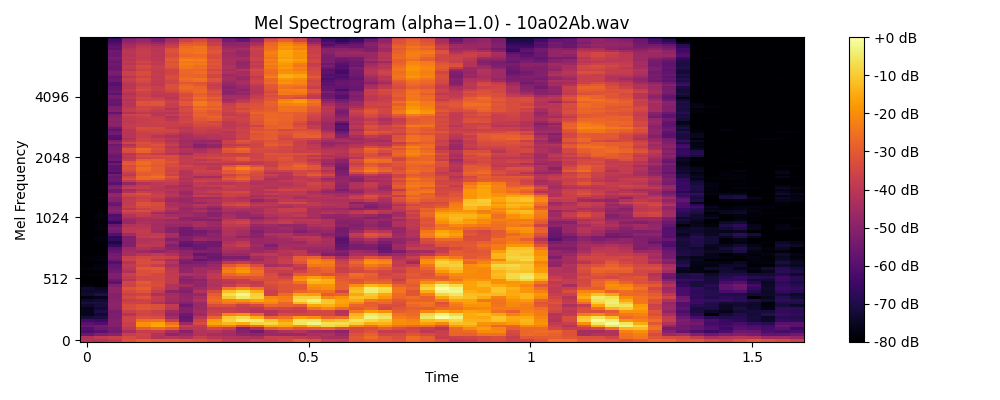 Mel Spectrogram (alpha=1.0) - 10a02Ab.wav
Mel Frequency
4096
2048
1024
512
0
0
0.5
1
1.5
Time
+0 dB
-10 dB
-20 dB
-30 dB
-40 dB
-50 dB
-60 dB
-70 dB
-80 dB